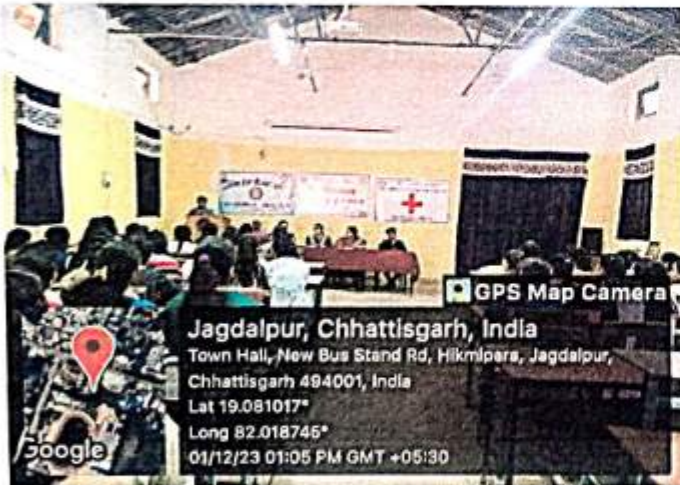 GPS Map Camera
Jagdalpur, Chhattisgarh, India
Town Hall, New Bus Stand Rd, Hikmipara, Jagdalpur,
Chhattisgarh 494001, India
Lat 19.081017°
Long 82.018745°
01/12/23 01:05 PM GMT +05:30
Google